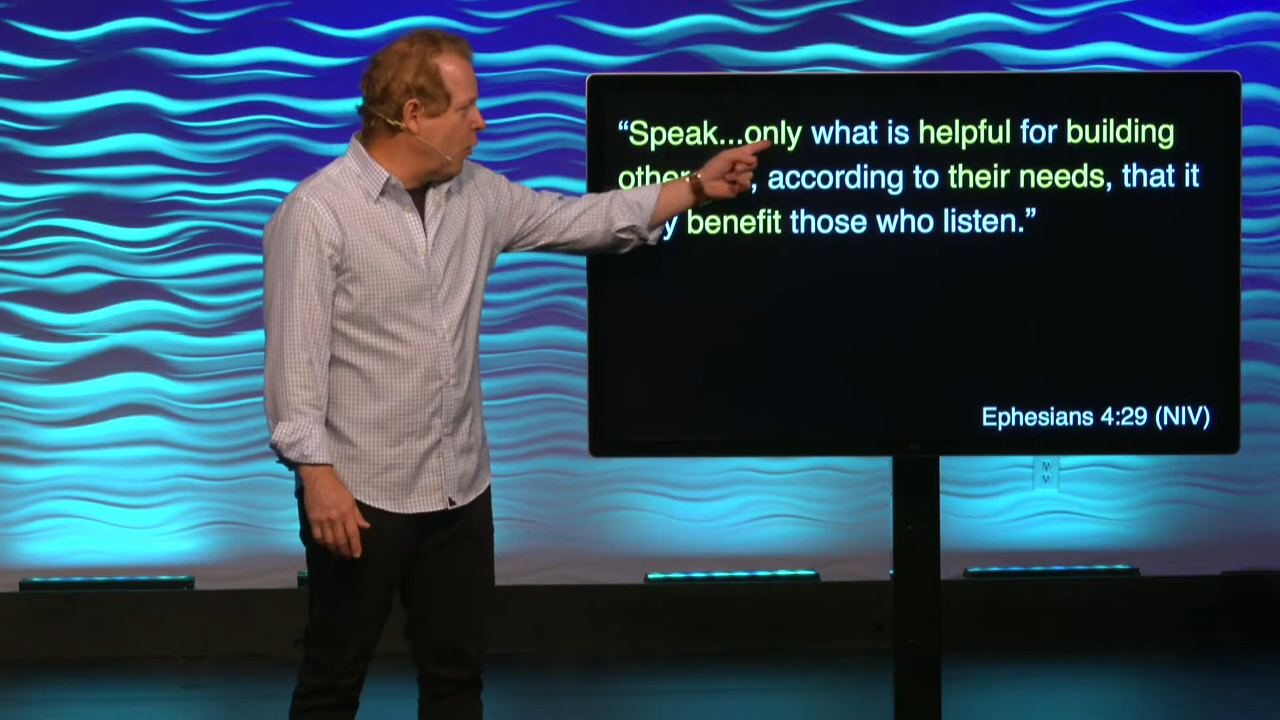 “Speak...only what is helpful for building
according to their needs, that it
benefit those who listen.”
Ephesians 4:29 (NIV)